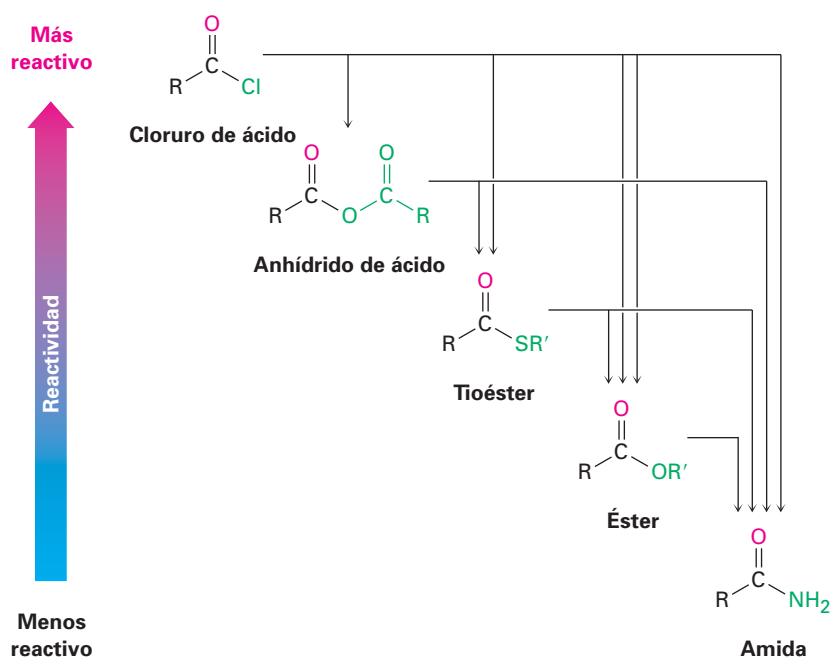 Más
reactivo
O
C
R
Cl
Cloruro de ácido
O
O
C
C
R
O
R
Anhídrido de ácido
Reactividad
O
C
R
SR′
Tioéster
O
C
R
OR′
Éster
O
C
R
NH₂
Menos
reactivo
Amida